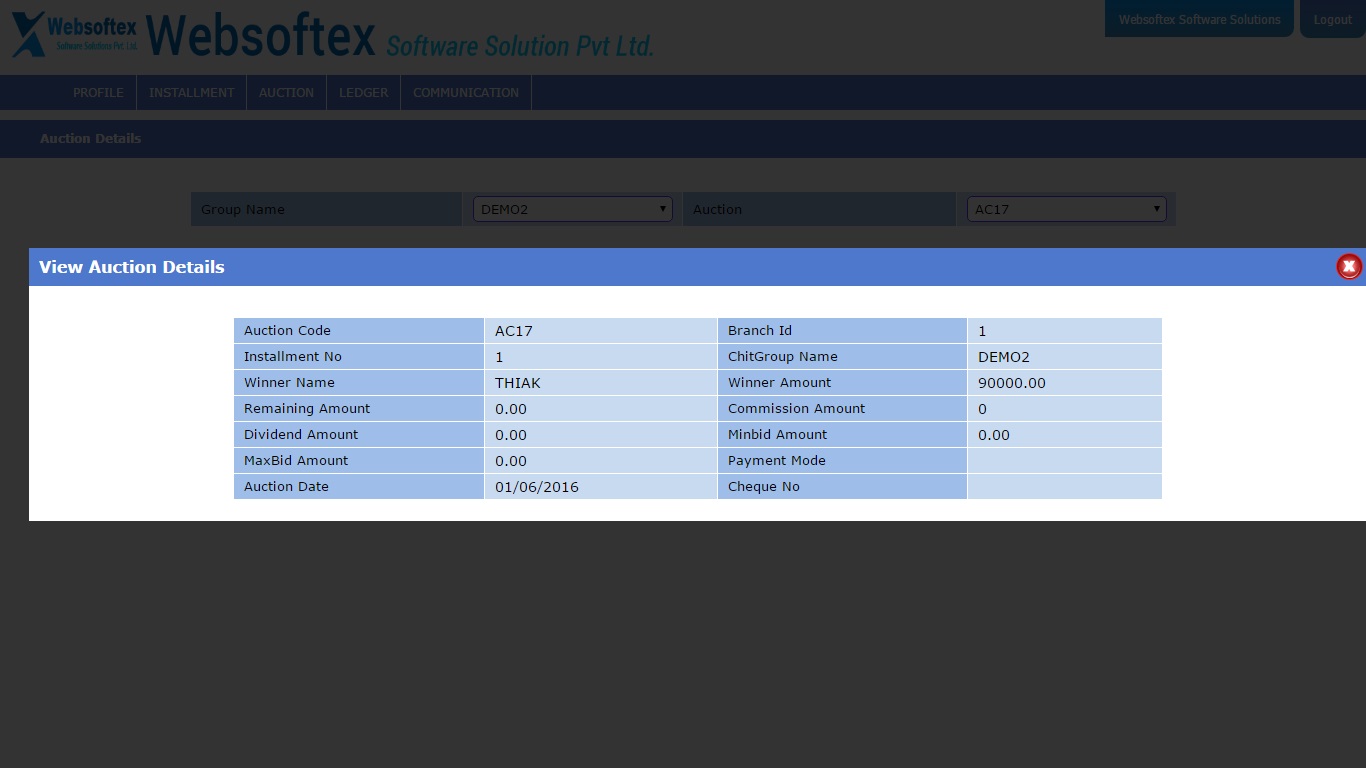 Websoftex
Software Solutions Pvt. Ltd.
Websoftex Software Solution Pvt Ltd.
Websoftex Software Solutions
Logout
PROFILE
INSTALLMENT
AUCTION
LEDGER
COMMUNICATION
Auction Details
Group Name DEMO2 Auction AC17
View Auction Details X
Auction Code AC17 Branch Id 1
Installment No 1 ChitGroup Name DEMO2
Winner Name THIAK Winner Amount 90000.00
Remaining Amount 0.00 Commission Amount 0
Dividend Amount 0.00 Minbid Amount 0.00
MaxBid Amount 0.00 Payment Mode
Auction Date 01/06/2016 Cheque No